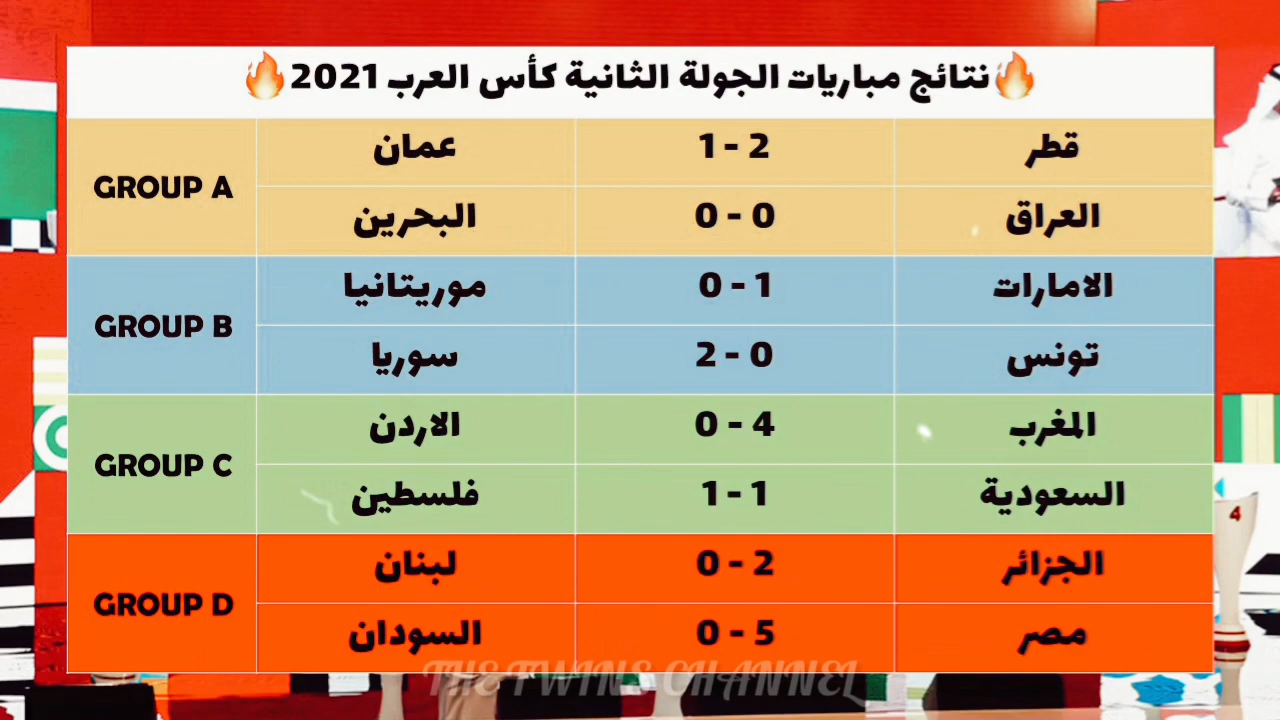 🔥نتائج مباريات الجولة الثانية كأس العرب 2021🔥
GROUP A
قطر 2 - 1 عمان
العراق 0 - 0 البحرين
GROUP B
الامارات 1 - 0 موريتانيا
تونس 0 - 2 سوريا
GROUP C
المغرب 4 - 0 الاردن
السعودية 1 - 1 فلسطين
GROUP D
الجزائر 2 - 0 لبنان
مصر 5 - 0 السودان
THE TWINS CHANNEL
4